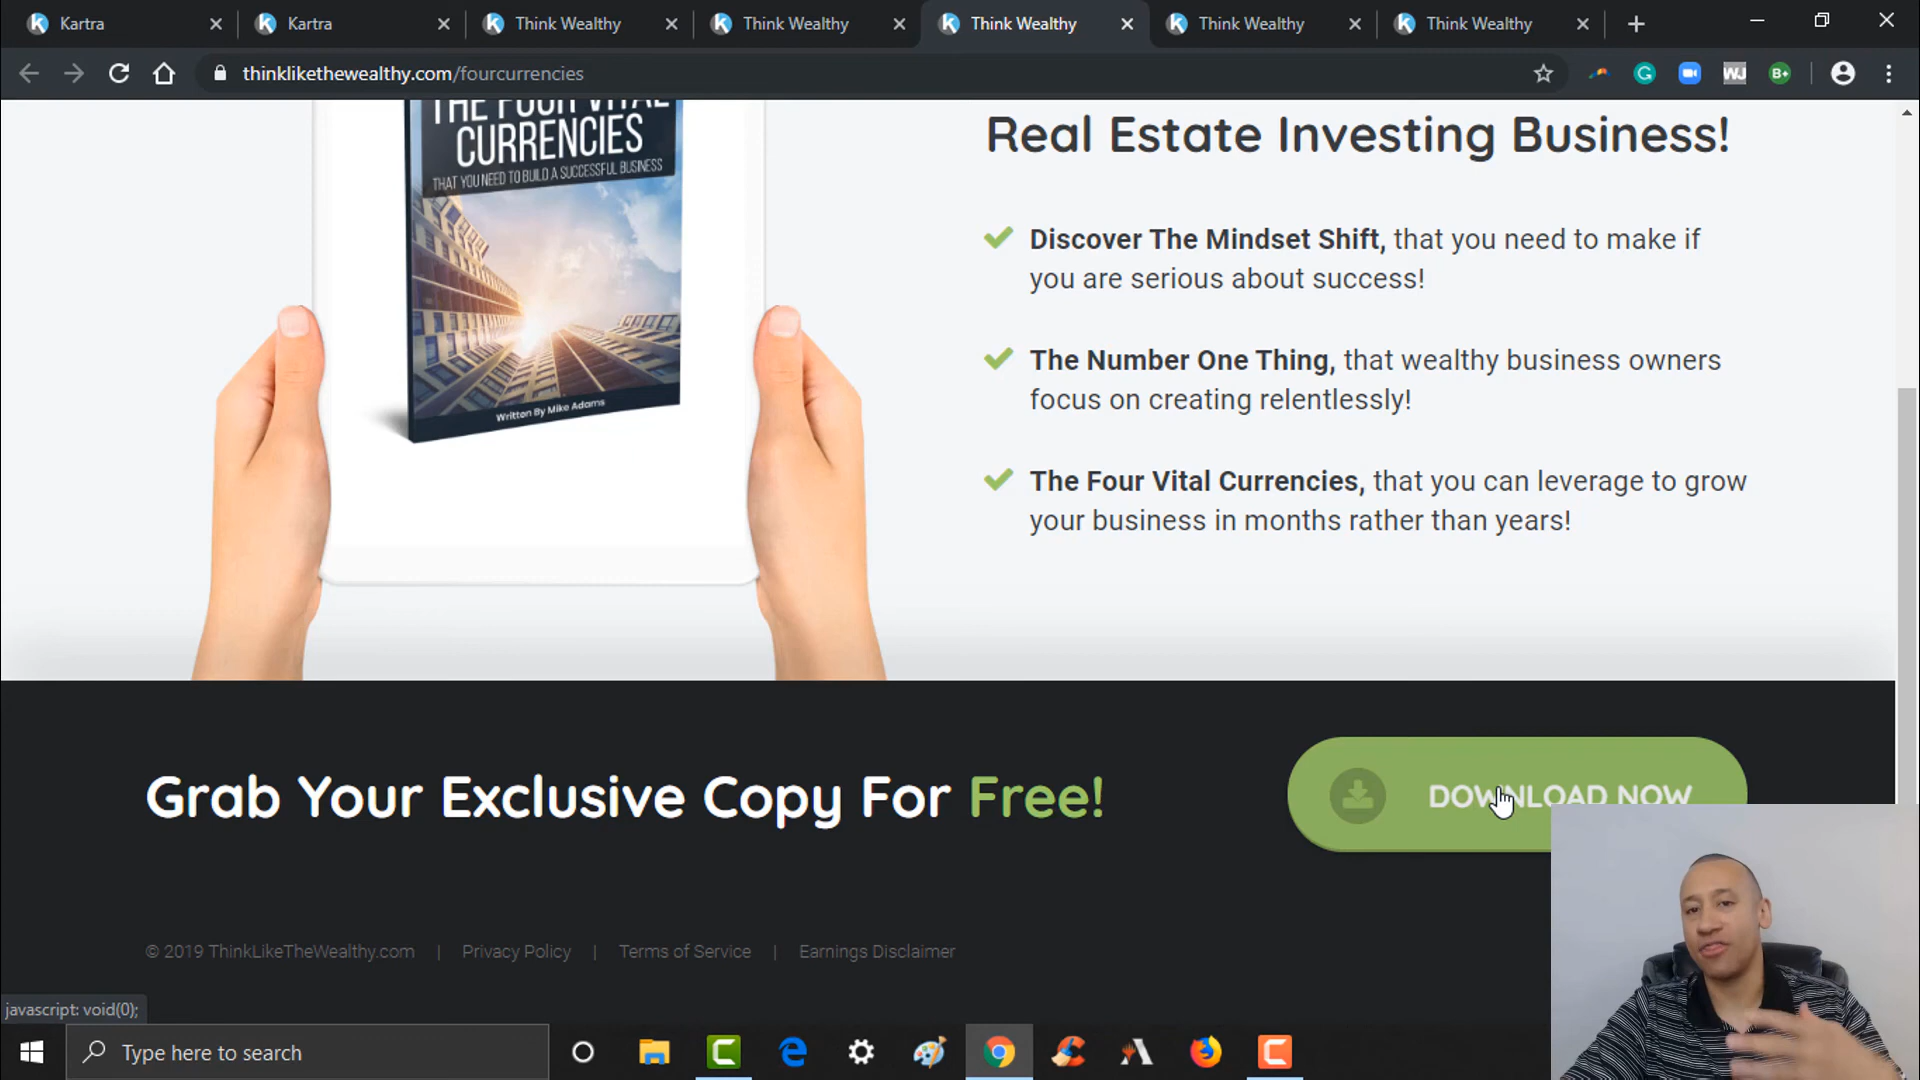 Kartra
Kartra
Think Wealthy
Think Wealthy
Think Wealthy
Think Wealthy
Think Wealthy
thinklikethewealthy.com/fourcurrencies
THE FOUR VITAL
CURRENCIES
THAT YOU NEED TO BUILD A SUCCESSFUL BUSINESS
Written By Mike Adams
Real Estate Investing Business!
Discover The Mindset Shift, that you need to make if
you are serious about success!
The Number One Thing, that wealthy business owners
focus on creating relentlessly!
The Four Vital Currencies, that you can leverage to grow
your business in months rather than years!
Grab Your Exclusive Copy For Free!
DOWNLOAD NOW
© 2019 ThinkLikeTheWealthy.com | Privacy Policy | Terms of Service | Earnings Disclaimer
javascript: void(0);
Type here to search